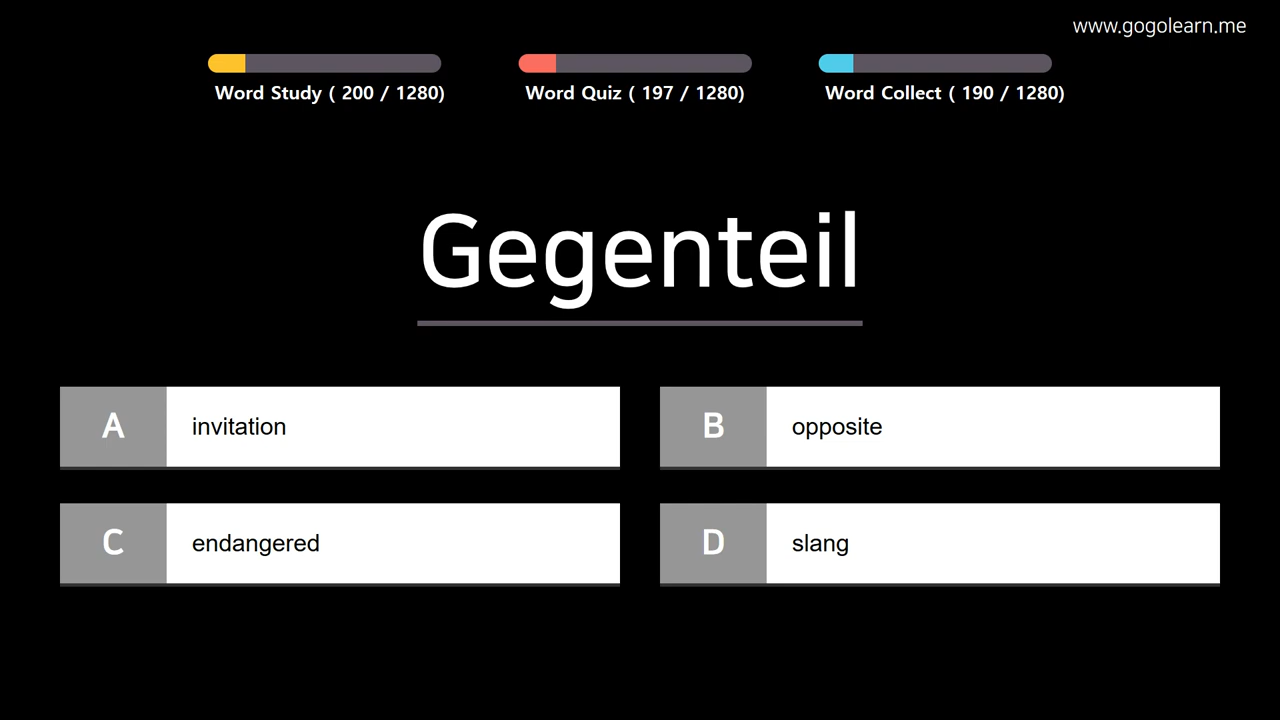 www.gogolearn.me
Word Study ( 200 / 1280)
Word Quiz ( 197 / 1280)
Word Collect ( 190 / 1280)
Gegenteil
A invitation
B opposite
C endangered
D slang